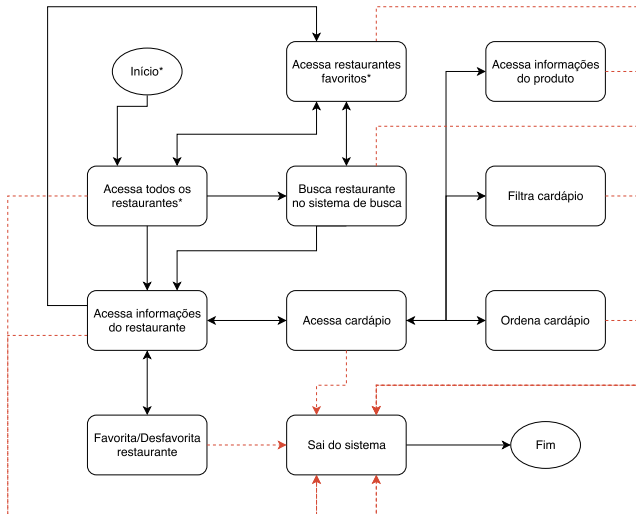 Início*
Acessa restaurantes
favoritos*
Acessa informações
do produto
Acessa todos os
restaurantes*
Busca restaurante
no sistema de busca
Filtra cardápio
Acessa informações
do restaurante
Acessa cardápio
Ordena cardápio
Favorita/Desfavorita
restaurante
Sai do sistema
Fim